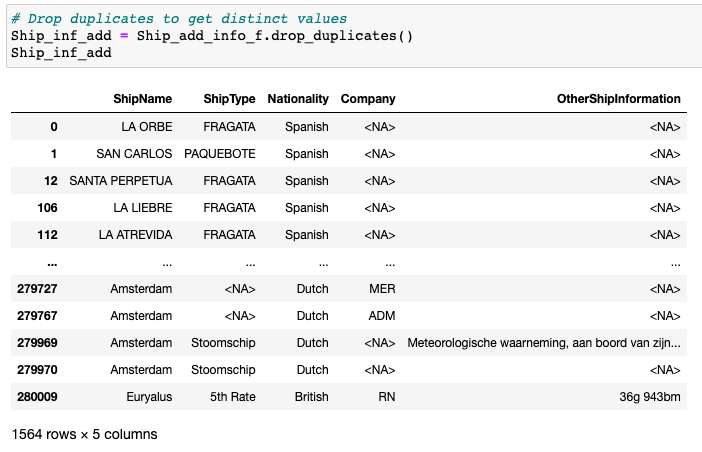 # Drop duplicates to get distinct values
Ship_inf_add = Ship_add_info_f.drop_duplicates()
Ship_inf_add
ShipName ShipType Nationality Company OtherShipInformation
0 LA ORBE FRAGATA Spanish <NA> <NA>
1 SAN CARLOS PAQUEBOTE Spanish <NA> <NA>
12 SANTA PERPETUA FRAGATA Spanish <NA> <NA>
106 LA LIEBRE FRAGATA Spanish <NA> <NA>
112 LA ATREVIDA FRAGATA Spanish <NA> <NA>
... ... ... ... ... ...
279727 Amsterdam <NA> Dutch MER <NA>
279767 Amsterdam <NA> Dutch ADM <NA>
279969 Amsterdam Stoomschip Dutch <NA> Meteorologische waarneming, aan boord van zijn...
279970 Amsterdam Stoomschip Dutch <NA> <NA>
280009 Euryalus 5th Rate British RN 36g 943bm
1564 rows × 5 columns